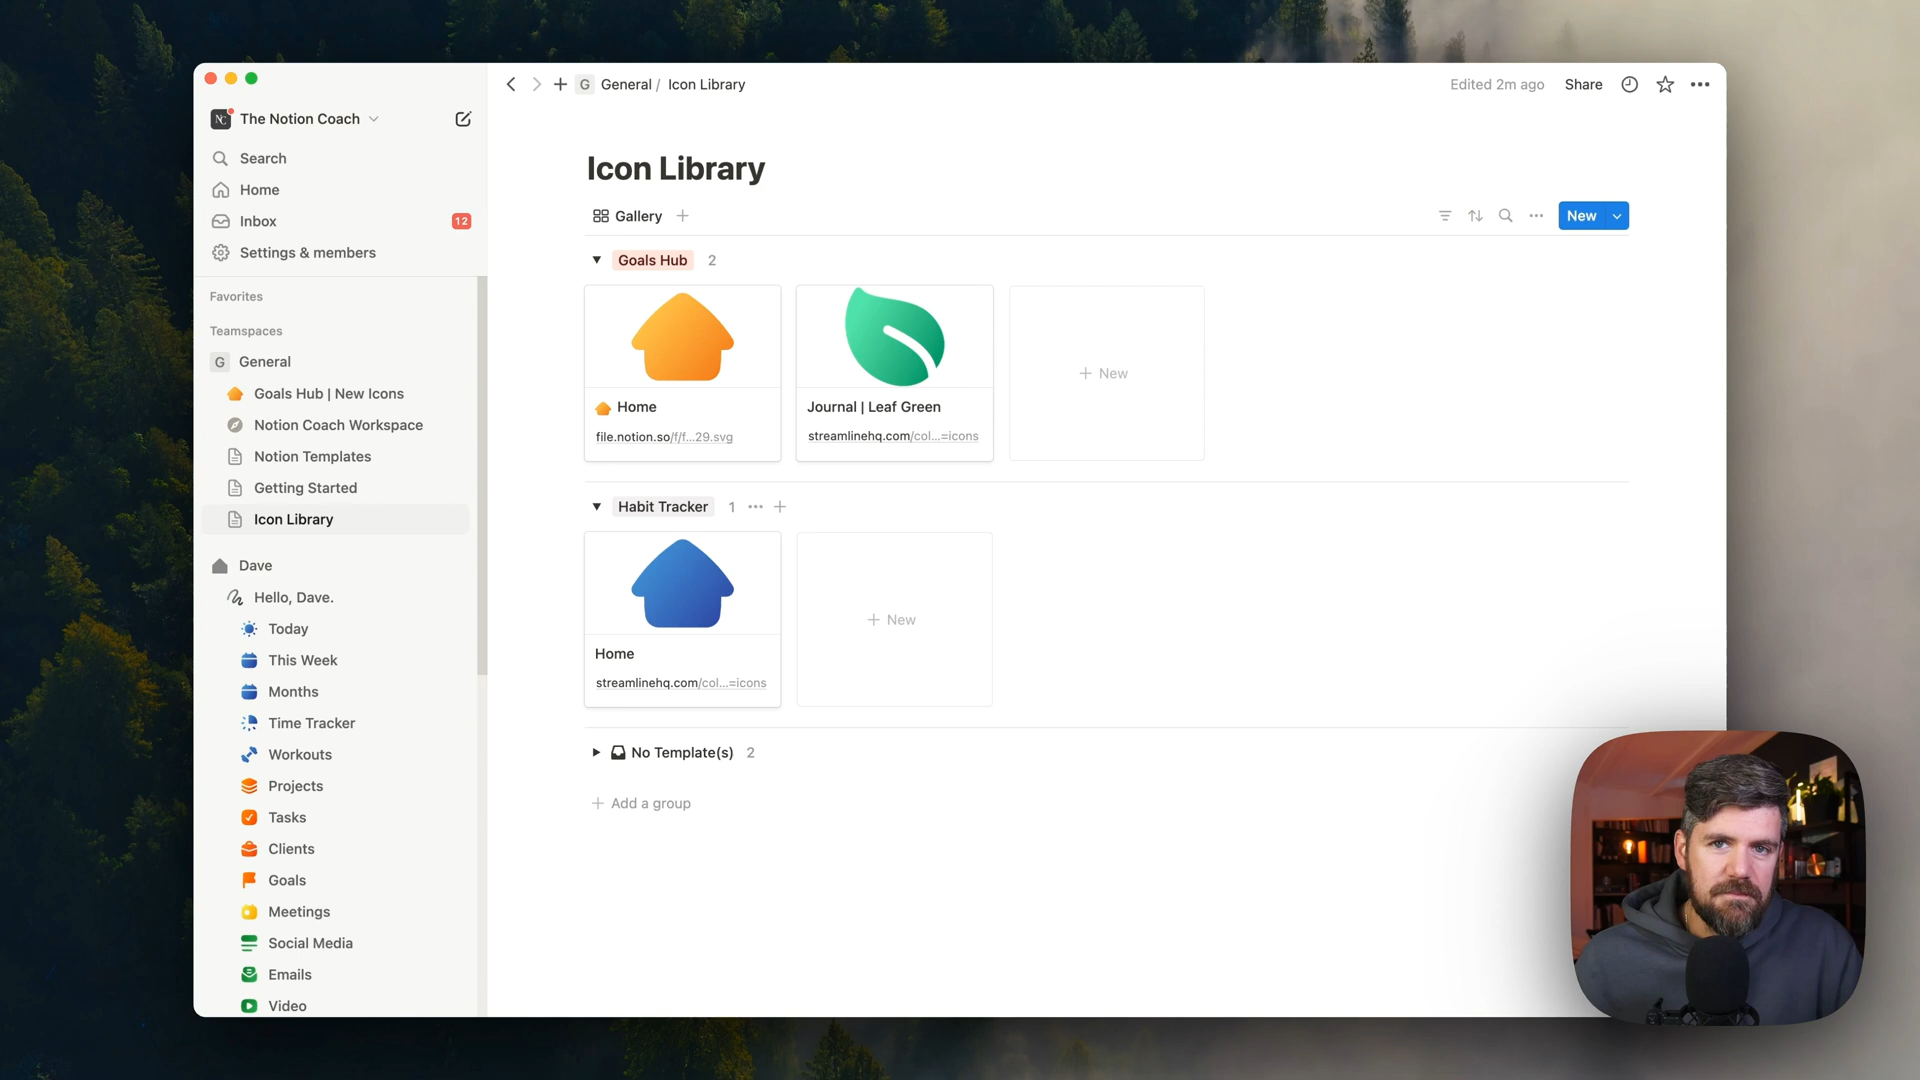 The Notion Coach
Search
Home
Inbox
12
Settings & members
Favorites
Teamspaces
G General
Goals Hub | New Icons
Notion Coach Workspace
Notion Templates
Getting Started
Icon Library
Dave
Hello, Dave.
Today
This Week
Months
Time Tracker
Workouts
Projects
Tasks
Clients
Goals
Meetings
Social Media
Emails
Video
G General / Icon Library
Edited 2m ago
Share
Icon Library
Gallery
New
Goals Hub 2
Home
file.notion.so/f/f...29.svg
Journal | Leaf Green
streamlinehq.com/col...=icons
+ New
Habit Tracker 1
Home
streamlinehq.com/col...=icons
+ New
No Template(s) 2
+ Add a group